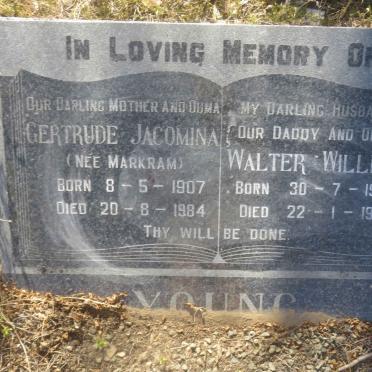 IN LOVING MEMORY OF
OUR DARLING MOTHER AND OUMA
GERTRUDE JACOMINA
(NEE MARKRAM)
BORN 8-5-1907
DIED 20-8-1984
MY DARLING
OUR DADDY AND
WALTER
BORN 30-7-
DIED 22-1-
THY WILL BE DONE
YOUNG